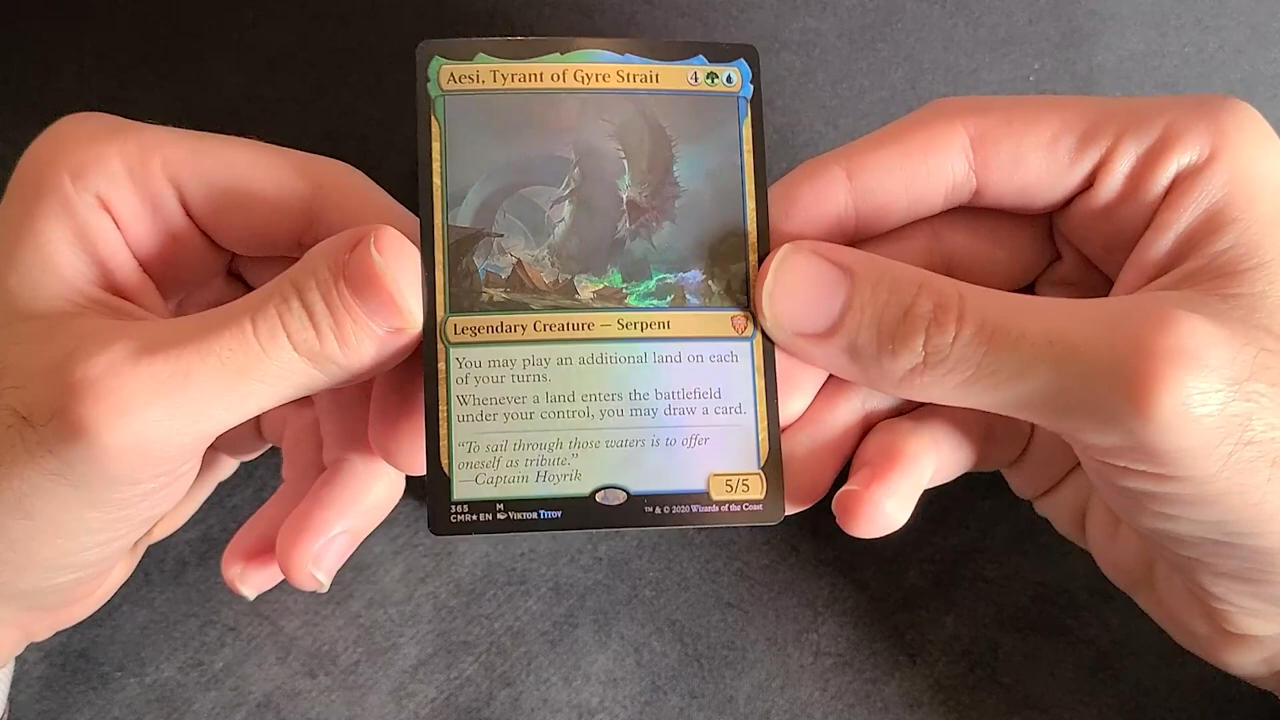 Aesi, Tyrant of Gyre Strait 4
Legendary Creature — Serpent
You may play an additional land on each
of your turns.
Whenever a land enters the battlefield
under your control, you may draw a card.
"To sail through those waters is to offer
oneself as tribute."
—Captain Hoyrik
5/5
365 M
CMR★EN Viktor Titov
™ & © 2020 Wizards of the Coast